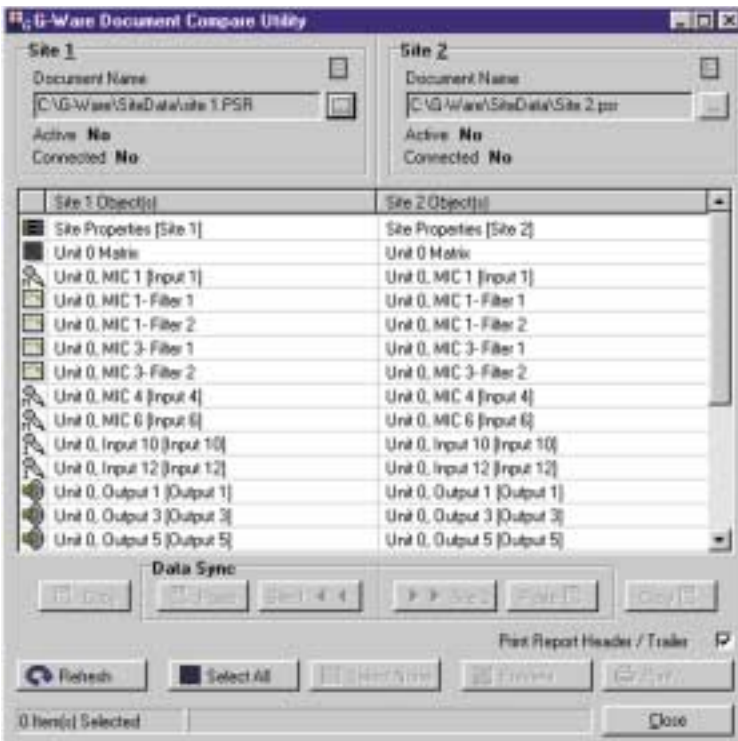 G-Ware Document Compare Utility
Site 1
Document Name
C:\G-Ware\SiteData\site 1.PSR
...
Active No
Connected No
Site 2
Document Name
C:\G-Ware\SiteData\Site 2.psr
...
Active No
Connected No
Site 1 Object(s) Site 2 Object(s)
Site Properties [Site 1] Site Properties [Site 2]
Unit 0 Matrix Unit 0 Matrix
Unit 0, MIC 1 [Input 1] Unit 0, MIC 1 [Input 1]
Unit 0, MIC 1- Filter 1 Unit 0, MIC 1- Filter 1
Unit 0, MIC 1- Filter 2 Unit 0, MIC 1- Filter 2
Unit 0, MIC 3- Filter 1 Unit 0, MIC 3- Filter 1
Unit 0, MIC 3- Filter 2 Unit 0, MIC 3- Filter 2
Unit 0, MIC 4 [Input 4] Unit 0, MIC 4 [Input 4]
Unit 0, MIC 6 [Input 6] Unit 0, MIC 6 [Input 6]
Unit 0, Input 10 [Input 10] Unit 0, Input 10 [Input 10]
Unit 0, Input 12 [Input 12] Unit 0, Input 12 [Input 12]
Unit 0, Output 1 [Output 1] Unit 0, Output 1 [Output 1]
Unit 0, Output 3 [Output 3] Unit 0, Output 3 [Output 3]
Unit 0, Output 5 [Output 5] Unit 0, Output 5 [Output 5]
Data Sync
Copy Site 2 Copy
Print Report Header / Trailer
Refresh Select All Select None Preview Print...
0 Item(s) Selected Close